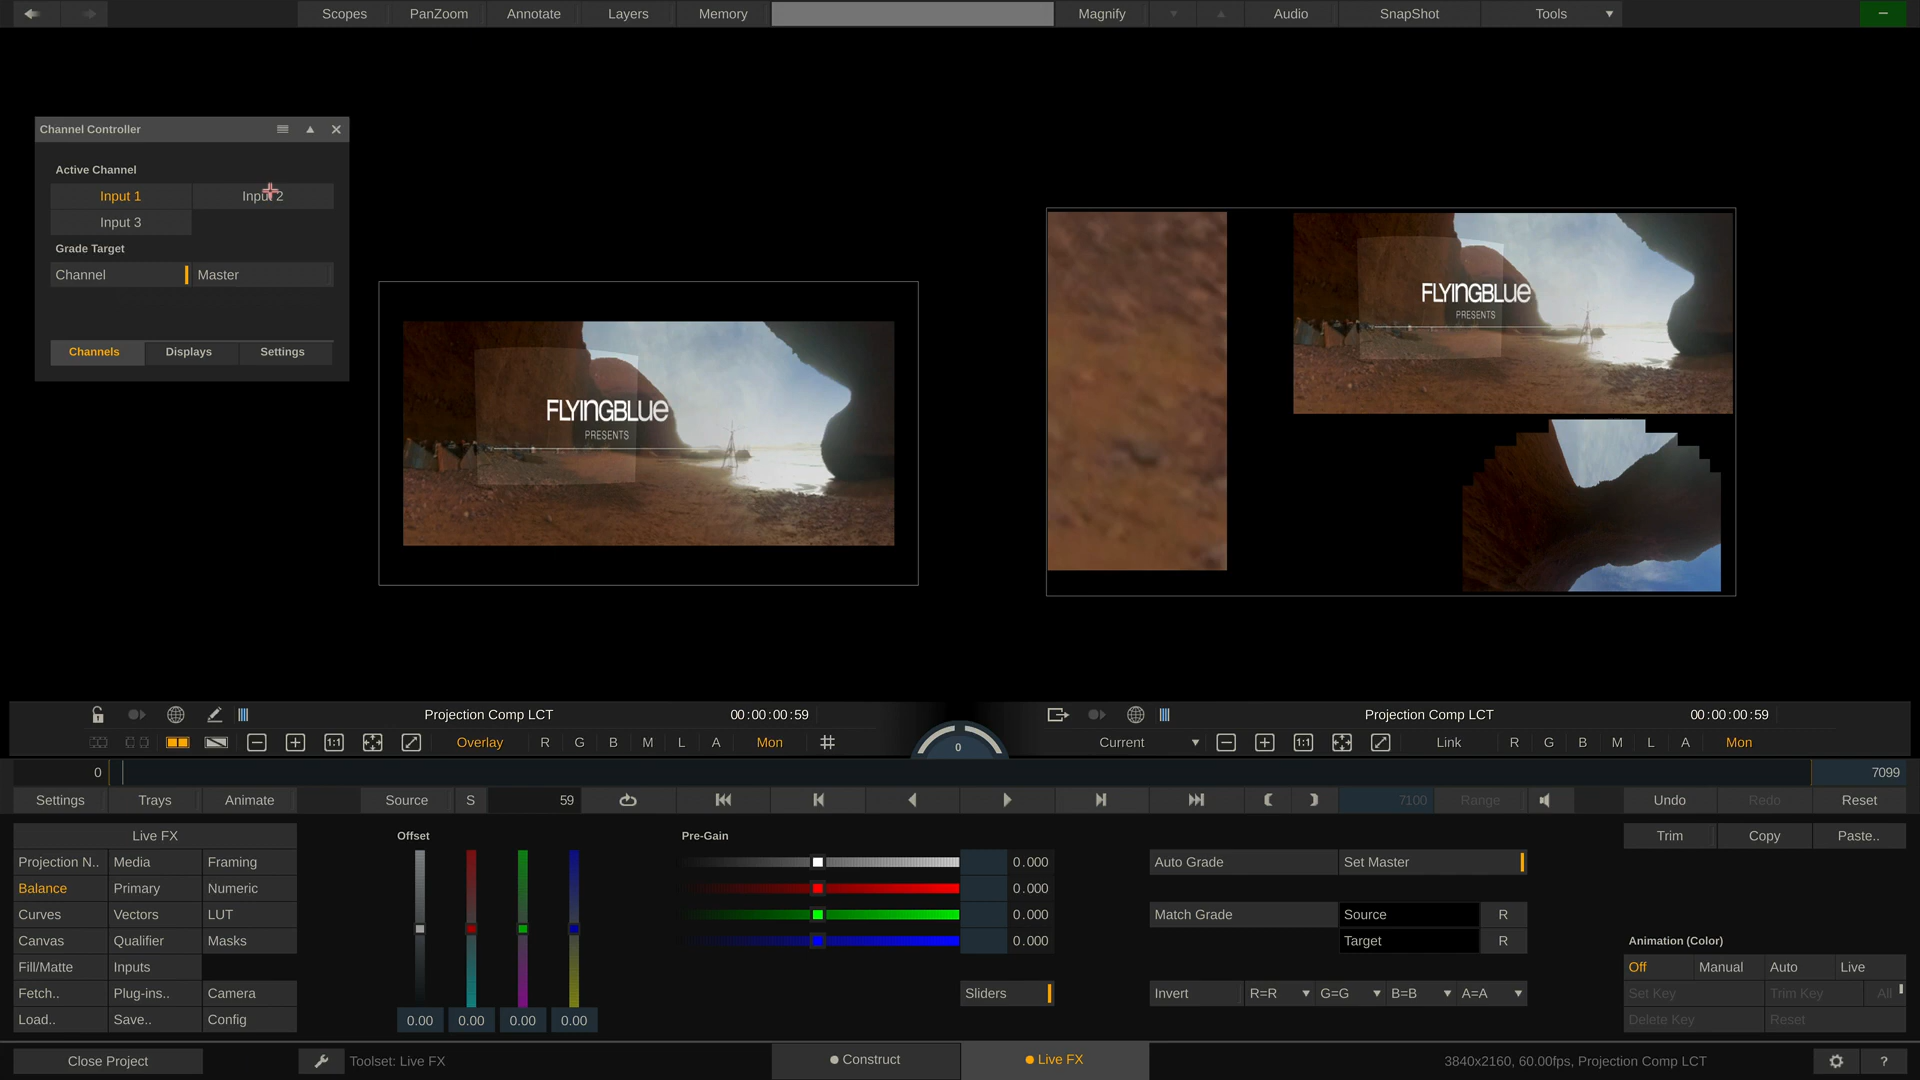 Scopes PanZoom Annotate Layers Memory Magnify Audio SnapShot Tools
Channel Controller
Active Channel
Input 1 Input 2
Input 3
Grade Target
Channel Master
Channels Displays Settings
FLYINGBLUE
PRESENTS
FLYINGBLUE
PRESENTS
Projection Comp LCT 00:00:00:59
Overlay R G B M L A Mon
Projection Comp LCT 00:00:00:59
Current 1:1 Link R G B M L A Mon
1:1
0
0 7099
Settings Trays Animate Source S 59 7100 Range Undo Redo Reset
Live FX
Projection N.. Media Framing
Balance Primary Numeric
Curves Vectors LUT
Canvas Qualifier Masks
Fill/Matte Inputs
Fetch.. Plug-ins.. Camera
Load.. Save.. Config
Offset
0.00 0.00 0.00 0.00
Pre-Gain
0.000
0.000
0.000
0.000
Sliders
Auto Grade Set Master
Match Grade Source R
Target R
Invert R=R G=G B=B A=A
Trim Copy Paste..
Animation (Color)
Off Manual Auto Live
Set Key Trim Key All
Delete Key Reset
Close Project Toolset: Live FX Construct Live FX 3840x2160, 60.00fps, Projection Comp LCT ?